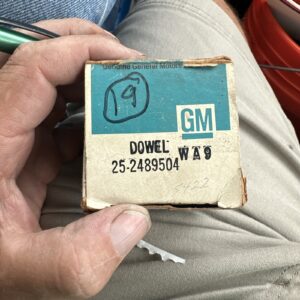 Genuine General Motors
19
GM
DOWEL WA9
25-2489504